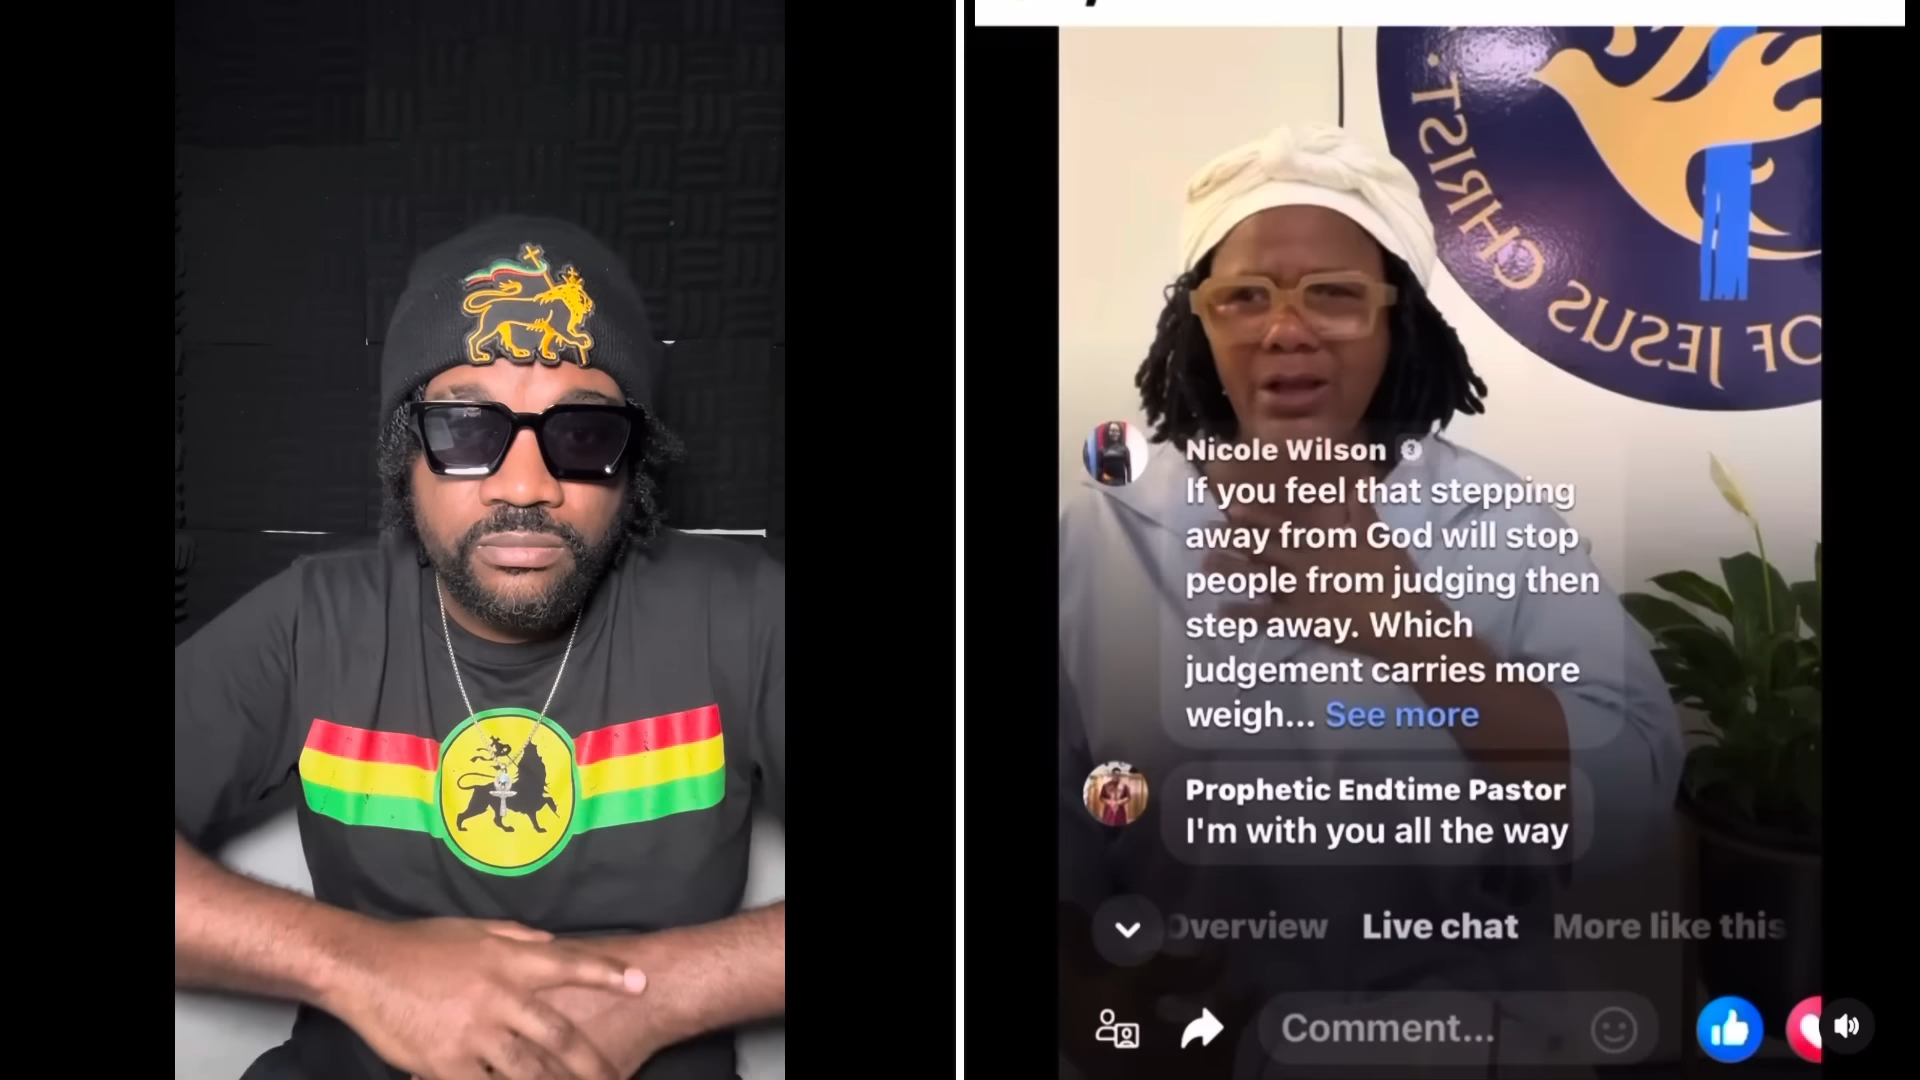 OF JESUS CHRIST.
Nicole Wilson
If you feel that stepping
away from God will stop
people from judging then
step away. Which
judgement carries more
weigh... See more
Prophetic Endtime Pastor
I'm with you all the way
Overview Live chat More like this
Comment...